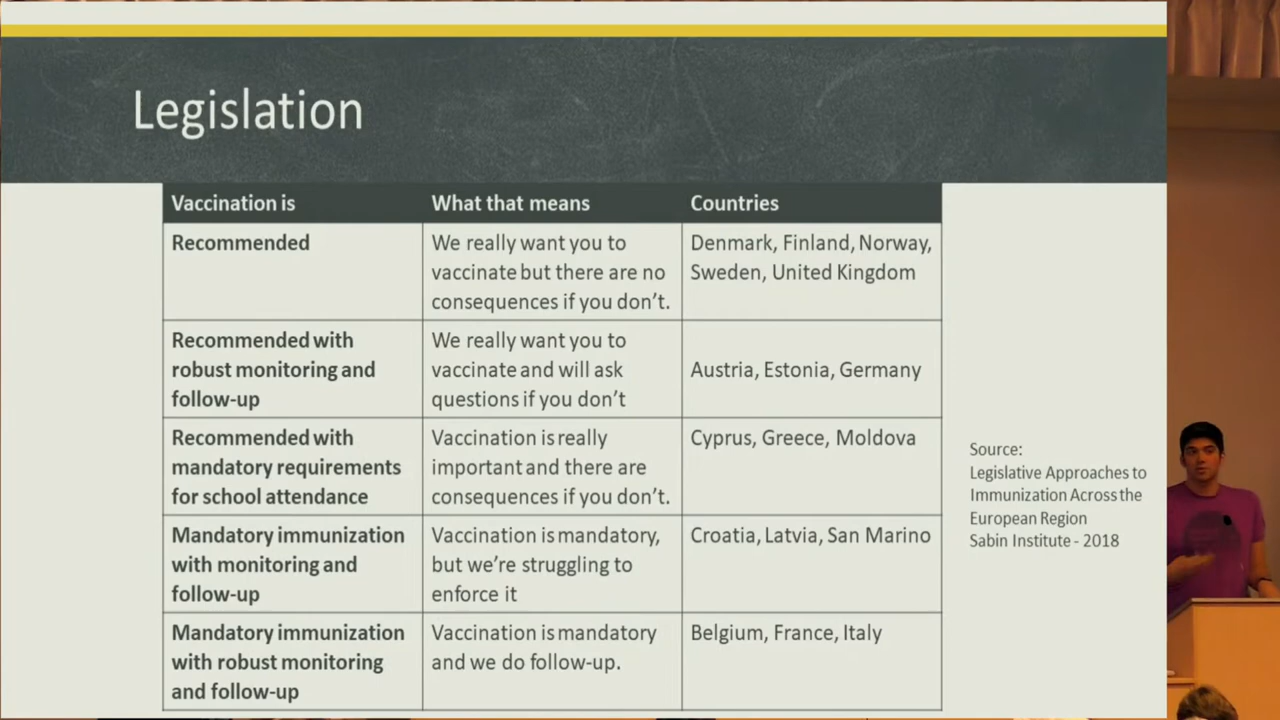 Legislation
Vaccination is
What that means
Countries
Recommended
We really want you to
vaccinate but there are no
consequences if you don't.
Denmark, Finland, Norway,
Sweden, United Kingdom
Recommended with
robust monitoring and
follow-up
We really want you to
vaccinate and will ask
questions if you don't
Austria, Estonia, Germany
Recommended with
mandatory requirements
for school attendance
Vaccination is really
important and there are
consequences if you don't.
Cyprus, Greece, Moldova
Mandatory immunization
with monitoring and
follow-up
Vaccination is mandatory,
but we're struggling to
enforce it
Croatia, Latvia, San Marino
Mandatory immunization
with robust monitoring
and follow-up
Vaccination is mandatory
and we do follow-up.
Belgium, France, Italy
Source:
Legislative Approaches to
Immunization Across the
European Region
Sabin Institute - 2018